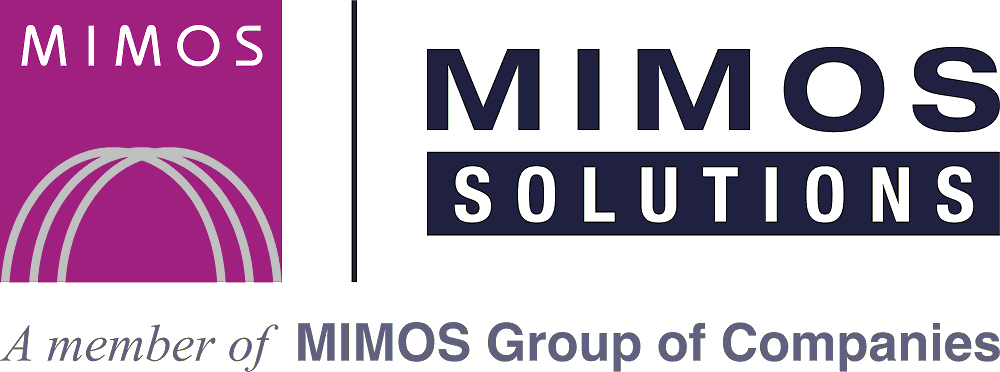 MIMOS
MIMOS
SOLUTIONS
A member of MIMOS Group of Companies